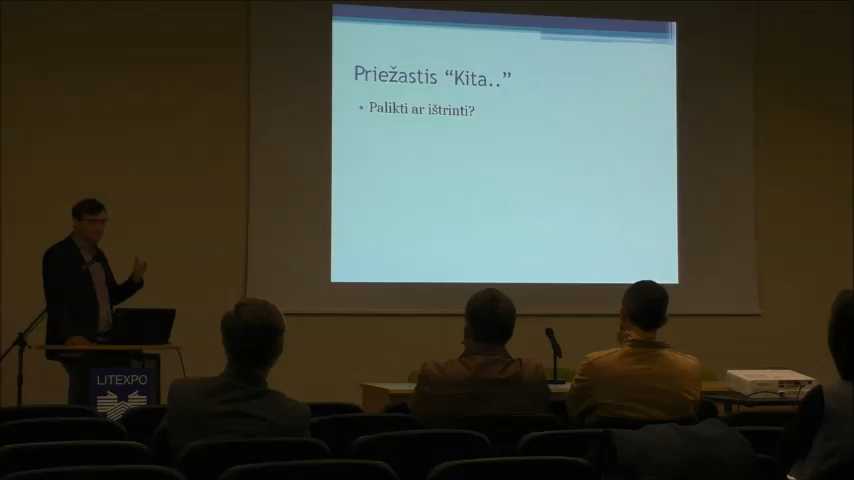 Priežastis “Kita..”
• Palikti ar ištrinti?
LITEXPO